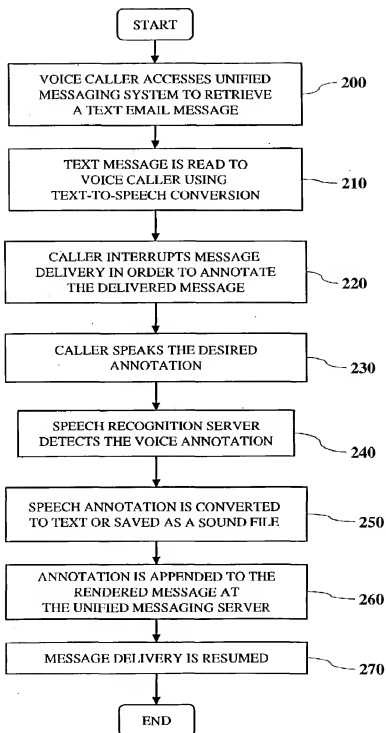 START
VOICE CALLER ACCESSES UNIFIED
MESSAGING SYSTEM TO RETRIEVE
A TEXT EMAIL MESSAGE
200
TEXT MESSAGE IS READ TO
VOICE CALLER USING
TEXT-TO-SPEECH CONVERSION
210
CALLER INTERRUPTS MESSAGE
DELIVERY IN ORDER TO ANNOTATE
THE DELIVERED MESSAGE
220
CALLER SPEAKS THE DESIRED
ANNOTATION
230
SPEECH RECOGNITION SERVER
DETECTS THE VOICE ANNOTATION
240
SPEECH ANNOTATION IS CONVERTED
TO TEXT OR SAVED AS A SOUND FILE
250
ANNOTATION IS APPENDED TO THE
RENDERED MESSAGE AT
THE UNIFIED MESSAGING SERVER
260
MESSAGE DELIVERY IS RESUMED
270
END